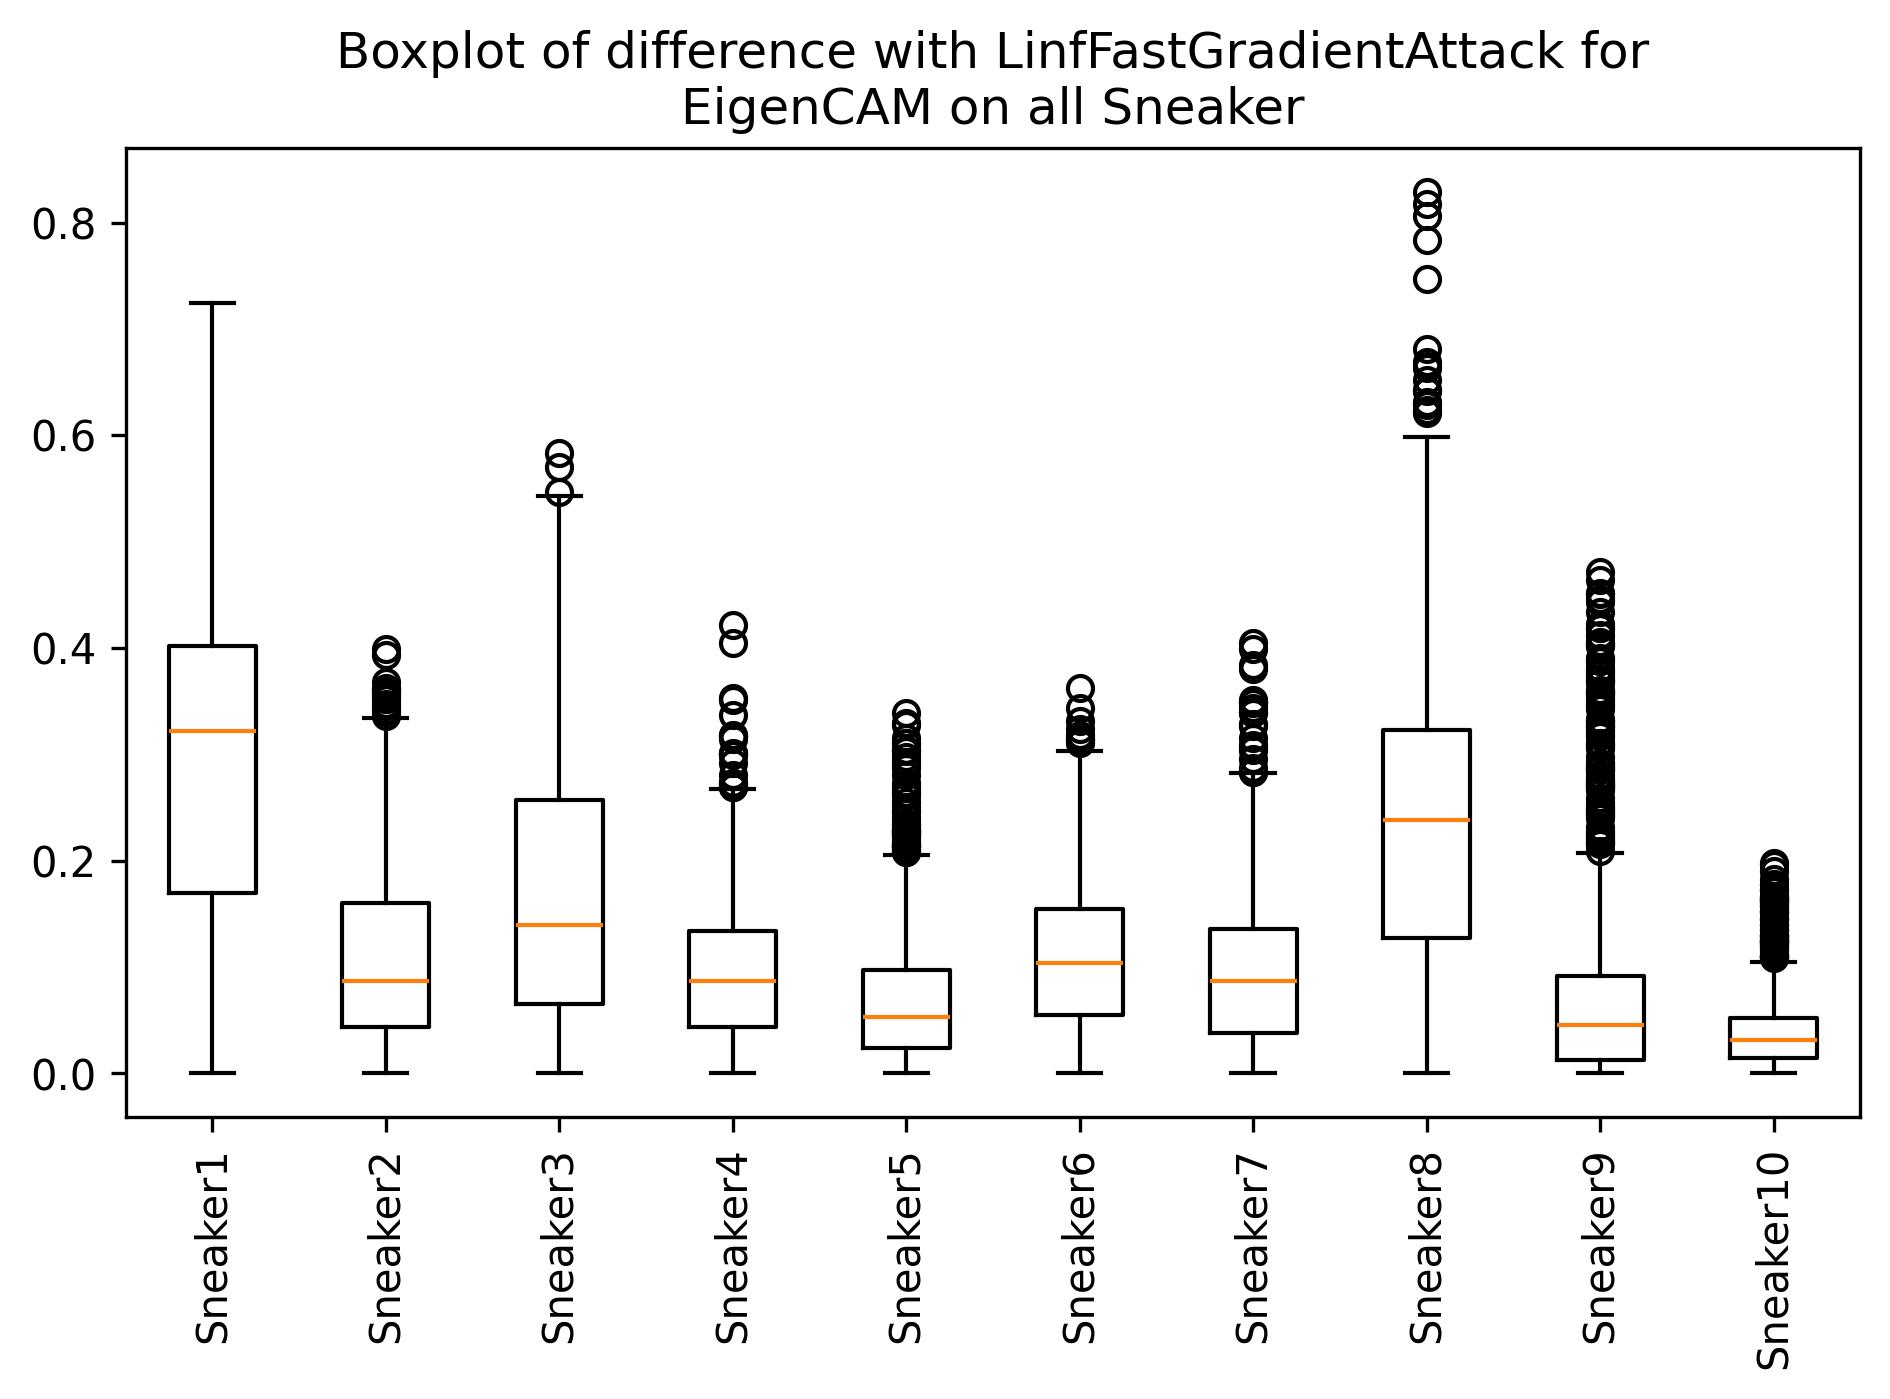 Boxplot of difference with LinfFastGradientAttack for
EigenCAM on all Sneaker
0.8
0.6
0.4
0.2
0.0
Sneaker1
Sneaker2
Sneaker3
Sneaker4
Sneaker5
Sneaker6
Sneaker7
Sneaker8
Sneaker9
Sneaker10